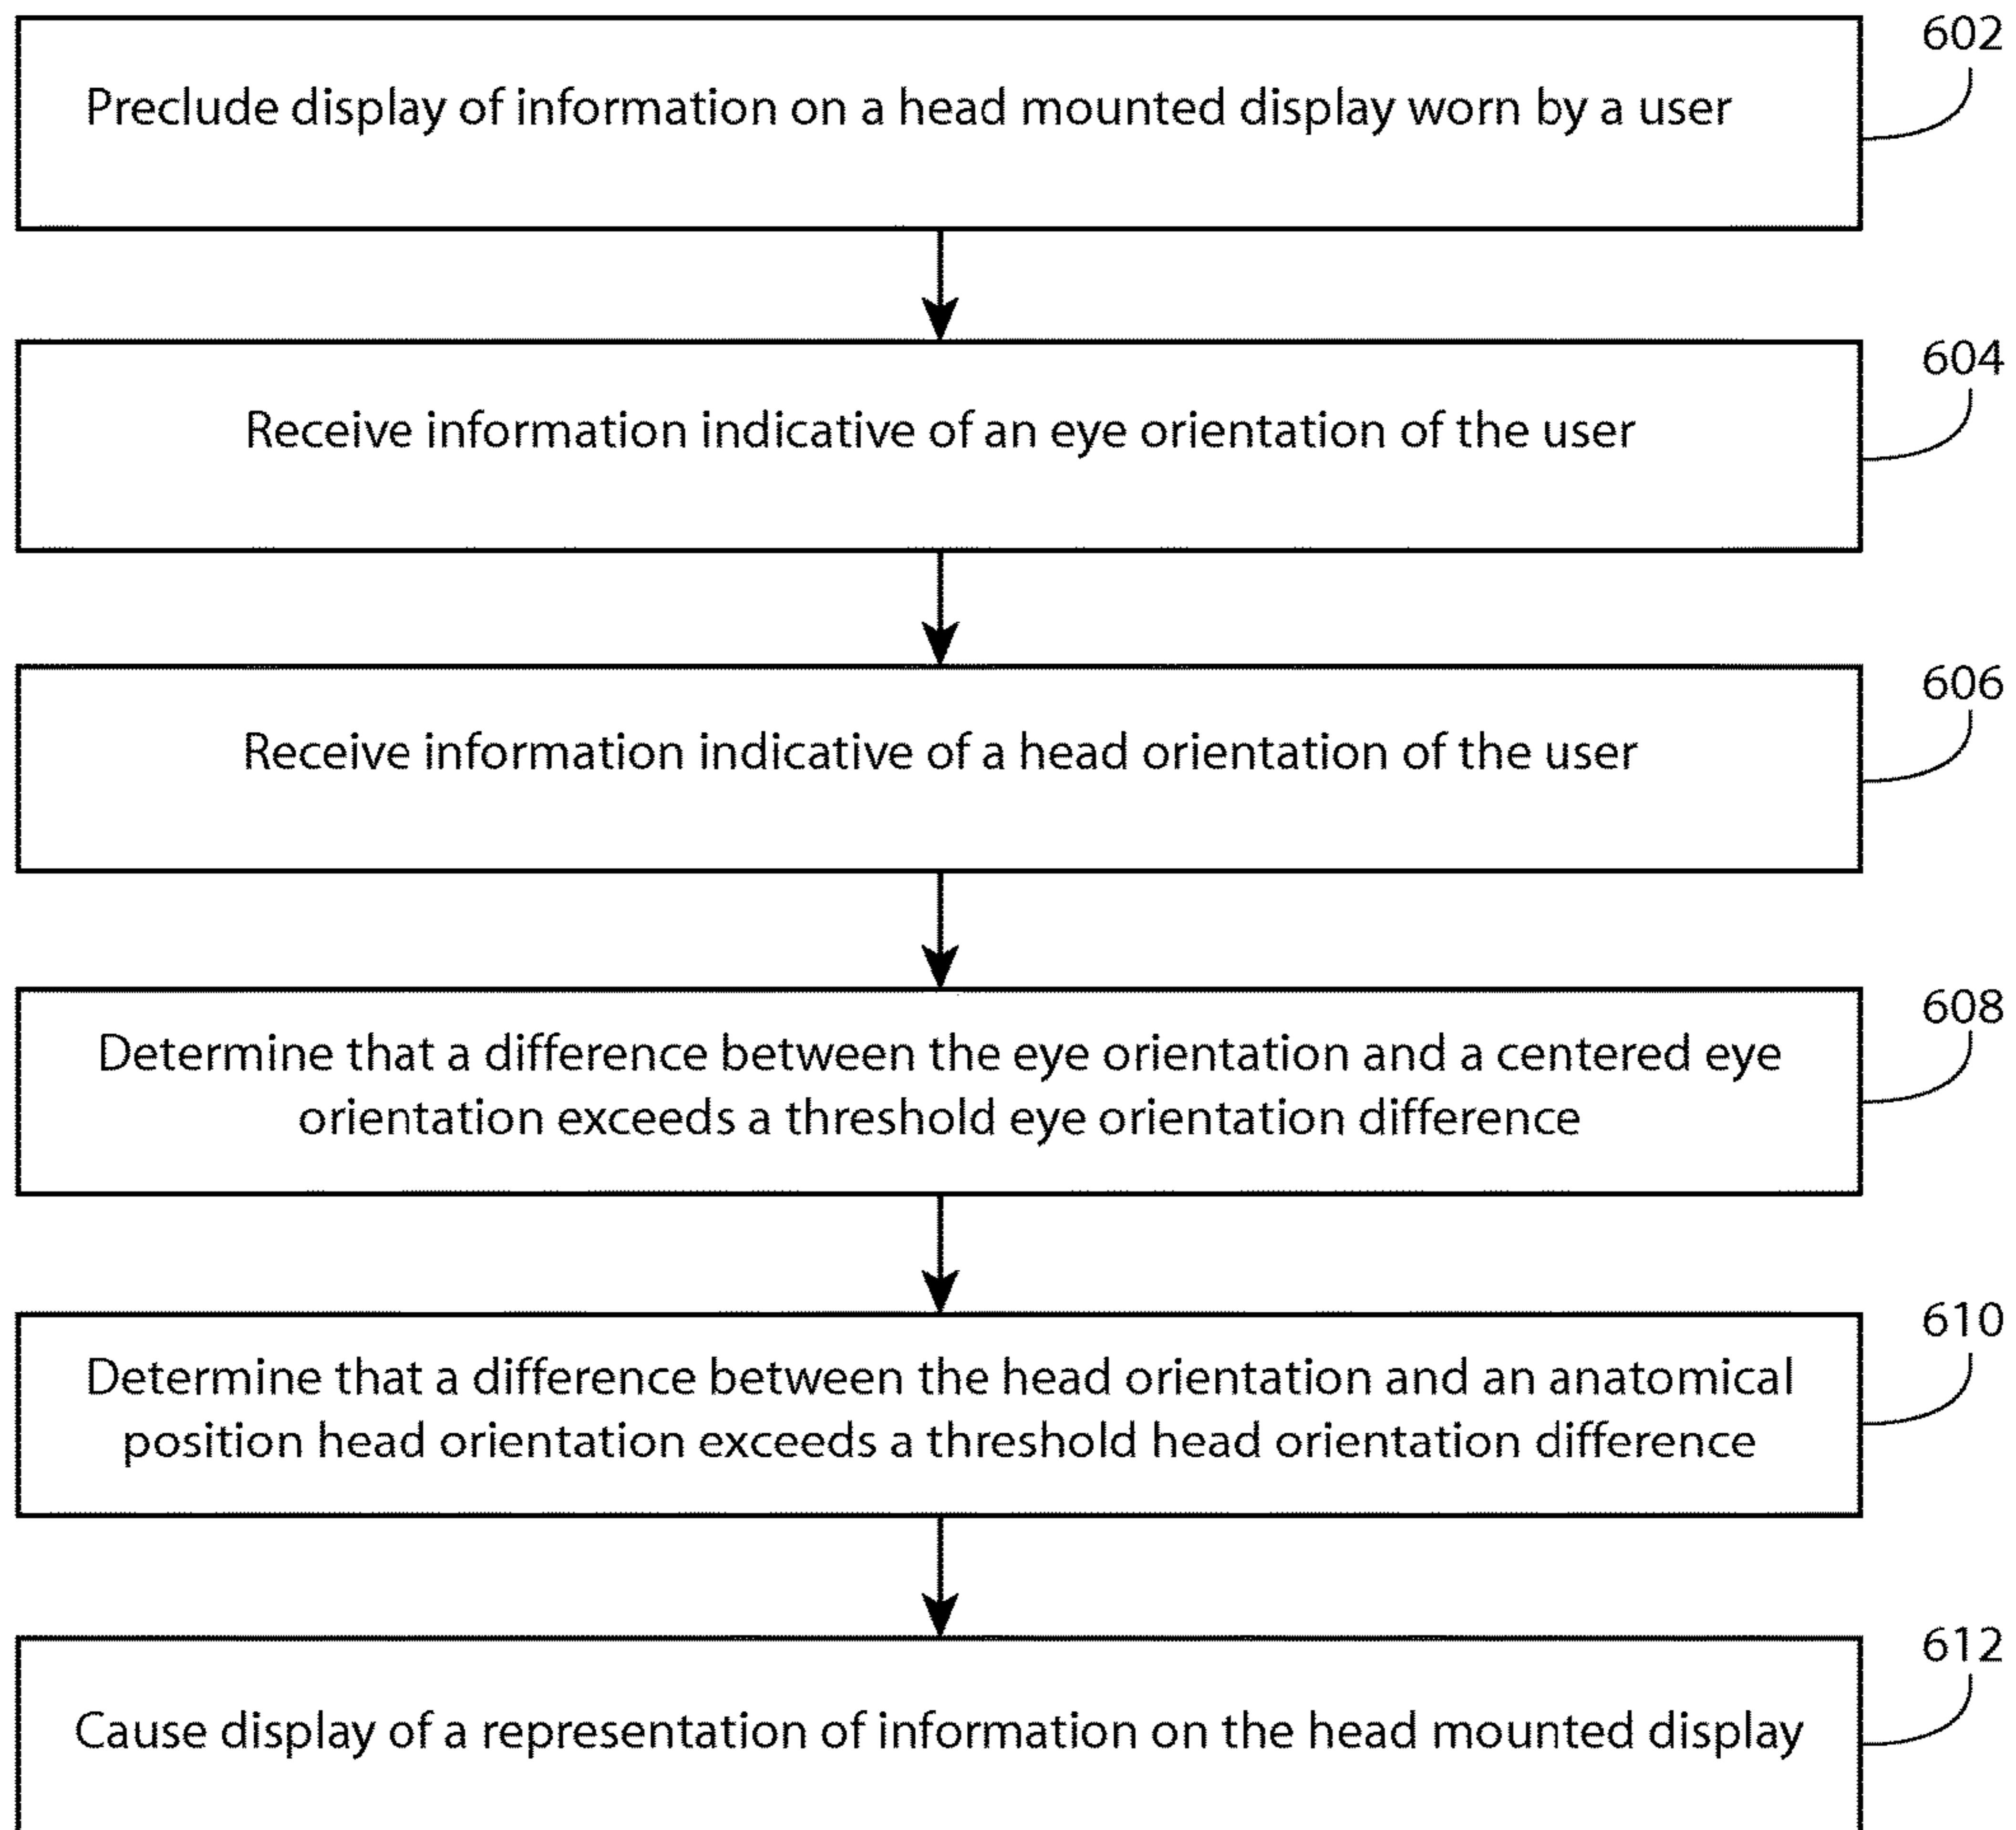 602
Preclude display of information on a head mounted display worn by a user
604
Receive information indicative of an eye orientation of the user
606
Receive information indicative of a head orientation of the user
608
Determine that a difference between the eye orientation and a centered eye
orientation exceeds a threshold eye orientation difference
610
Determine that a difference between the head orientation and an anatomical
position head orientation exceeds a threshold head orientation difference
612
Cause display of a representation of information on the head mounted display